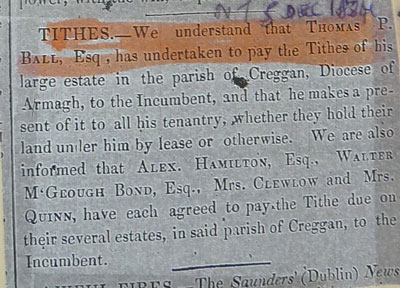 N T 5 DEC 1834
TITHES.—We understand that THOMAS P.
BALL, Esq, has undertaken to pay the Tithes of his
large estate in the parish of Creggan, Diocese of
Armagh, to the Incumbent, and that he makes a pre-
sent of it to all his tenantry, whether they hold their
land under him by lease or otherwise. We are also
informed that ALEX. HAMILTON, Esq., WALTER
M'GEOUGH BOND, Esq., Mrs. CLEWLOW and Mrs.
QUINN, have each agreed to pay the Tithe due on
their several estates, in said parish of Creggan, to the
Incumbent.
FIRES.—The Saunders' (Dublin) News